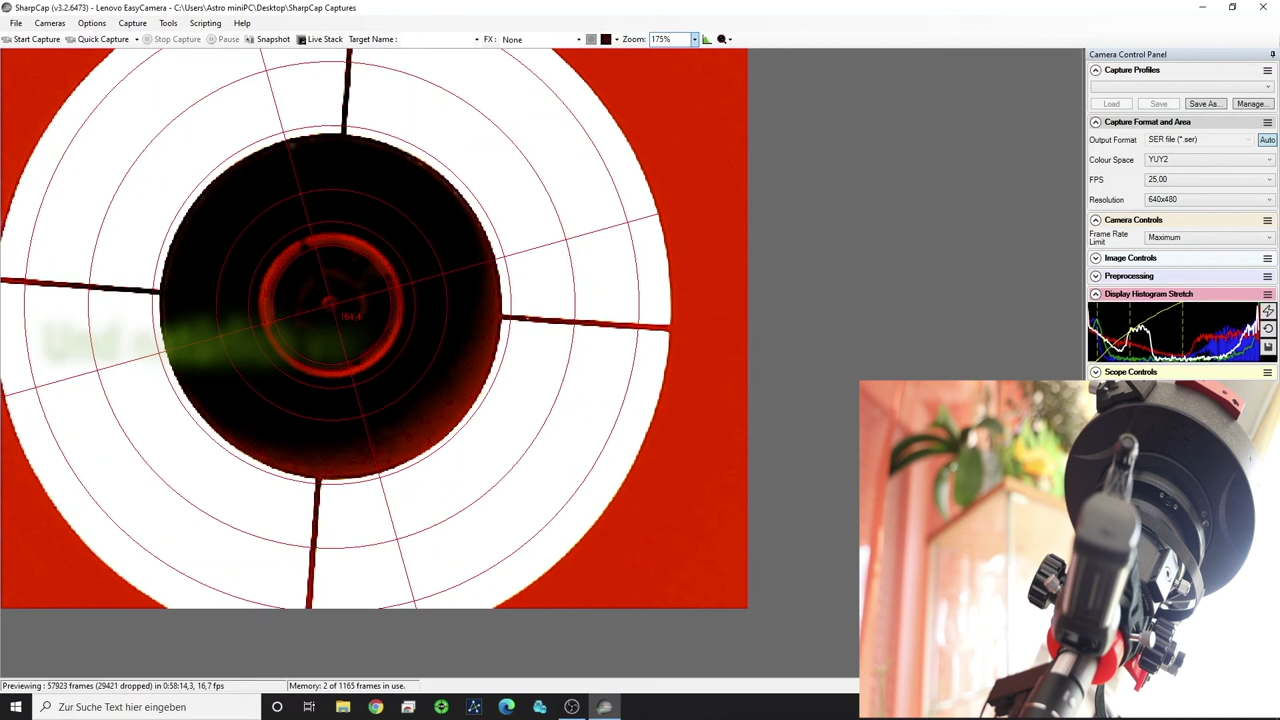 SharpCap (v3.2.6473) - Lenovo EasyCamera - C:\Users\Astro miniPC\Desktop\SharpCap Captures
File Cameras Options Capture Tools Scripting Help
Start Capture Quick Capture Stop Capture Pause Snapshot Live Stack Target Name : FX : None Zoom: 175%
Camera Control Panel
Capture Profiles
Load Save Save As... Manage...
Capture Format and Area
Output Format SER file (*.ser) Auto
Colour Space YUY2
FPS 25,00
Resolution 640x480
Camera Controls
Frame Rate Limit Maximum
Image Controls
Preprocessing
Display Histogram Stretch
Scope Controls
164.4
Und
Previewing : 57923 frames (29421 dropped) in 0:58:14,3, 16,7 fps Memory: 2 of 1165 frames in use.
Zur Suche Text hier eingeben